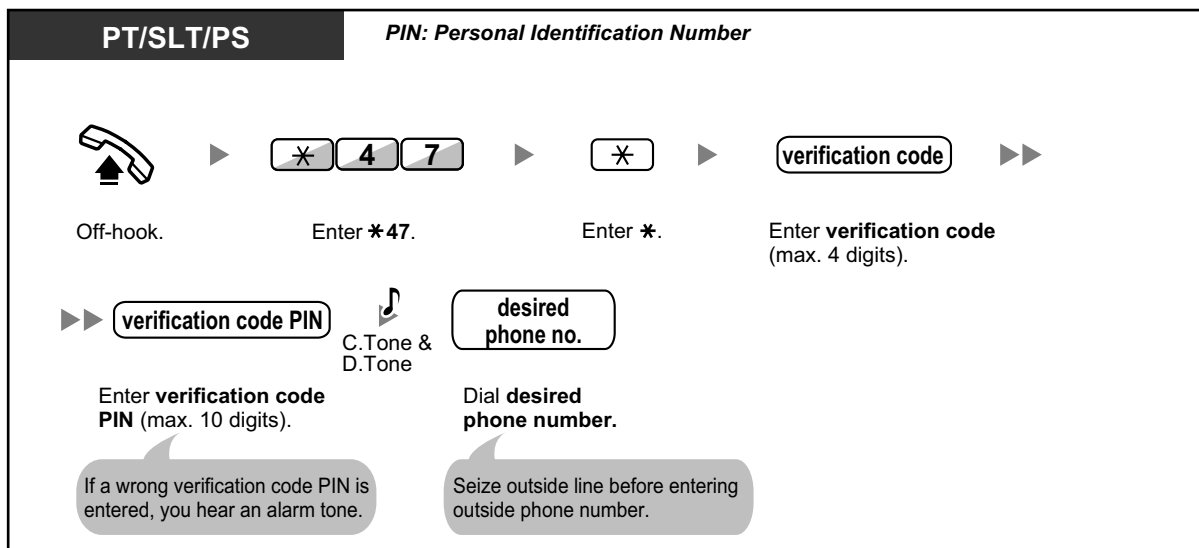 PT/SLT/PS
PIN: Personal Identification Number
* 4 7
*
verification code
Off-hook.
Enter *47.
Enter *.
Enter verification code
(max. 4 digits).
verification code PIN
C.Tone &
D.Tone
desired
phone no.
Enter verification code
PIN (max. 10 digits).
Dial desired
phone number.
If a wrong verification code PIN is
entered, you hear an alarm tone.
Seize outside line before entering
outside phone number.